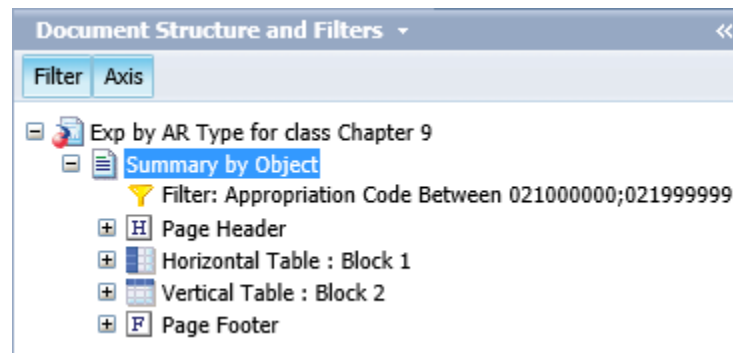 Document Structure and Filters
Filter Axis
Exp by AR Type for class Chapter 9
Summary by Object
Filter: Appropriation Code Between 021000000;021999999
H Page Header
Horizontal Table : Block 1
Vertical Table : Block 2
F Page Footer